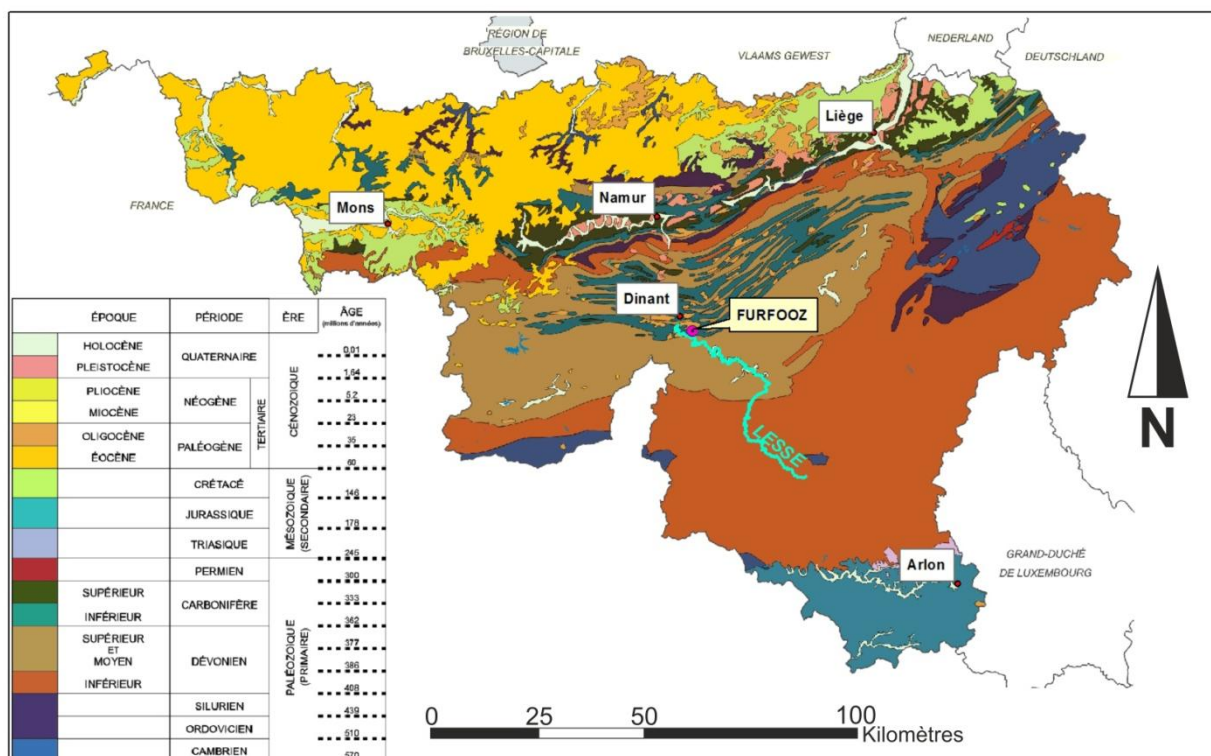 RÉGION DE
BRUXELLES-CAPITALE
VLAAMS GEWEST
NEDERLAND
DEUTSCHLAND
Liège
FRANCE
Mons
Namur
Dinant
FURFOOZ
LESSE
N
Arlon
GRAND-DUCHÉ
DE LUXEMBOURG
0 25 50 100
Kilomètres
ÉPOQUE PÉRIODE ÈRE ÂGE
(millions d'années)
HOLOCÈNE
QUATERNAIRE
0,01
PLEISTOCÈNE
1,64
PLIOCÈNE
NÉOGÈNE
5,2
MIOCÈNE
TERTIAIRE
CÉNOZOIQUE
23
OLIGOCÈNE
PALÉOGÈNE
35
ÉOCÈNE
60
CRÉTACÉ
146
JURASSIQUE
MÉSOZOIQUE
(SECONDAIRE)
178
TRIASIQUE
245
PERMIEN
300
SUPÉRIEUR
CARBONIFÈRE
333
INFÉRIEUR
362
SUPÉRIEUR
ET
MOYEN
377
DÉVONIEN
386
INFÉRIEUR
PALÉOZOÏQUE
(PRIMAIRE)
408
SILURIEN
439
ORDOVICIEN
510
CAMBRIEN
570